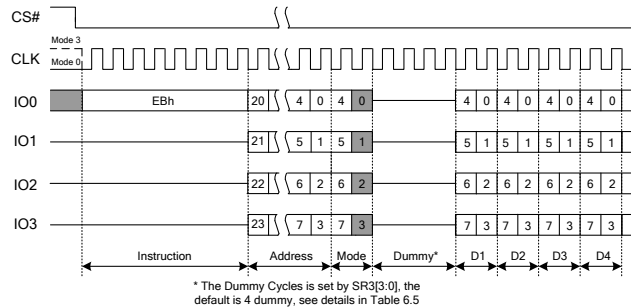 CS#
Mode 3
CLK Mode 0
IO0 EBh 20 4 0 4 0 4 0 4 0 4 0 4 0
IO1 21 5 1 5 1 5 1 5 1 5 1 5 1
IO2 22 6 2 6 2 6 2 6 2 6 2 6 2
IO3 23 7 3 7 3 7 3 7 3 7 3 7 3
Instruction Address Mode Dummy* D1 D2 D3 D4
* The Dummy Cycles is set by SR3[3:0], the
default is 4 dummy, see details in Table 6.5